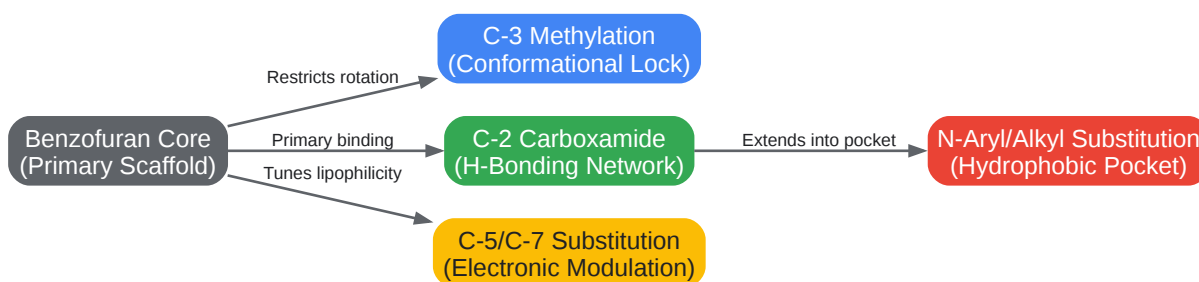 C-3 Methylation
(Conformational Lock)
Restricts rotation
Benzofuran Core
(Primary Scaffold)
Primary binding
C-2 Carboxamide
(H-Bonding Network)
Extends into pocket
N-Aryl/Alkyl Substitution
(Hydrophobic Pocket)
Tunes lipophilicity
C-5/C-7 Substitution
(Electronic Modulation)